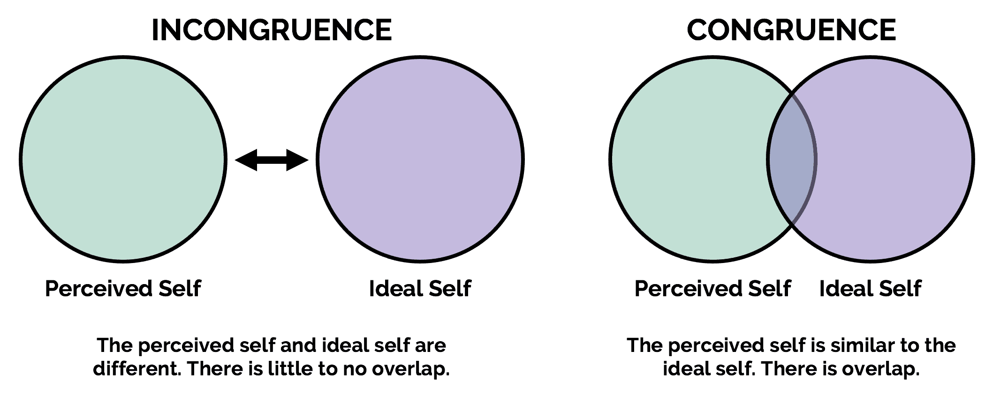 INCONGRUENCE
Perceived Self
Ideal Self
The perceived self and ideal self are
different. There is little to no overlap.
CONGRUENCE
Perceived Self
Ideal Self
The perceived self is similar to the
ideal self. There is overlap.